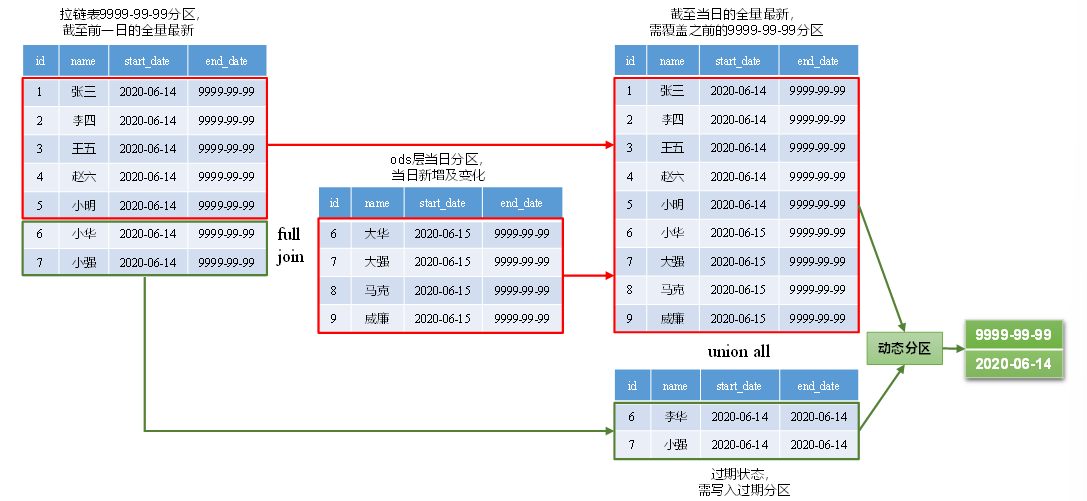 拉链表9999-99-99分区,
截至前一日的全量最新
id name start_date end_date
1 张三 2020-06-14 9999-99-99
2 李四 2020-06-14 9999-99-99
3 王五 2020-06-14 9999-99-99
4 赵六 2020-06-14 9999-99-99
5 小明 2020-06-14 9999-99-99
6 小华 2020-06-14 9999-99-99
7 小强 2020-06-14 9999-99-99
full
join
ods层当日分区,
当日新增及变化
id name start_date end_date
6 大华 2020-06-15 9999-99-99
7 大强 2020-06-15 9999-99-99
8 马克 2020-06-15 9999-99-99
9 威廉 2020-06-15 9999-99-99
截至当日的全量最新,
需覆盖之前的9999-99-99分区
id name start_date end_date
1 张三 2020-06-14 9999-99-99
2 李四 2020-06-14 9999-99-99
3 王五 2020-06-14 9999-99-99
4 赵六 2020-06-14 9999-99-99
5 小明 2020-06-14 9999-99-99
6 小华 2020-06-15 9999-99-99
7 大强 2020-06-15 9999-99-99
8 马克 2020-06-15 9999-99-99
9 威廉 2020-06-15 9999-99-99
union all
id name start_date end_date
6 李华 2020-06-14 2020-06-14
7 小强 2020-06-14 2020-06-14
过期状态,
需写入过期分区
动态分区
9999-99-99
2020-06-14